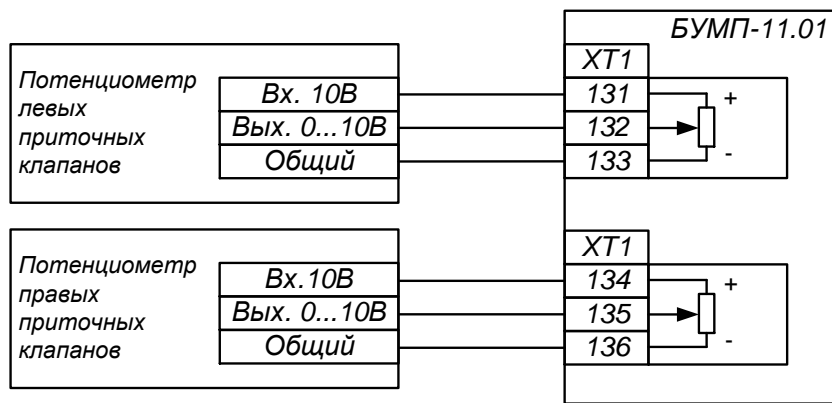 БУМП-11.01
Потенциометр
левых
приточных
клапанов
Вх. 10В
Вых. 0...10В
Общий
XT1
131
132
133
+
-
Потенциометр
правых
приточных
клапанов
Вх.10В
Вых. 0...10В
Общий
XT1
134
135
136
+
-